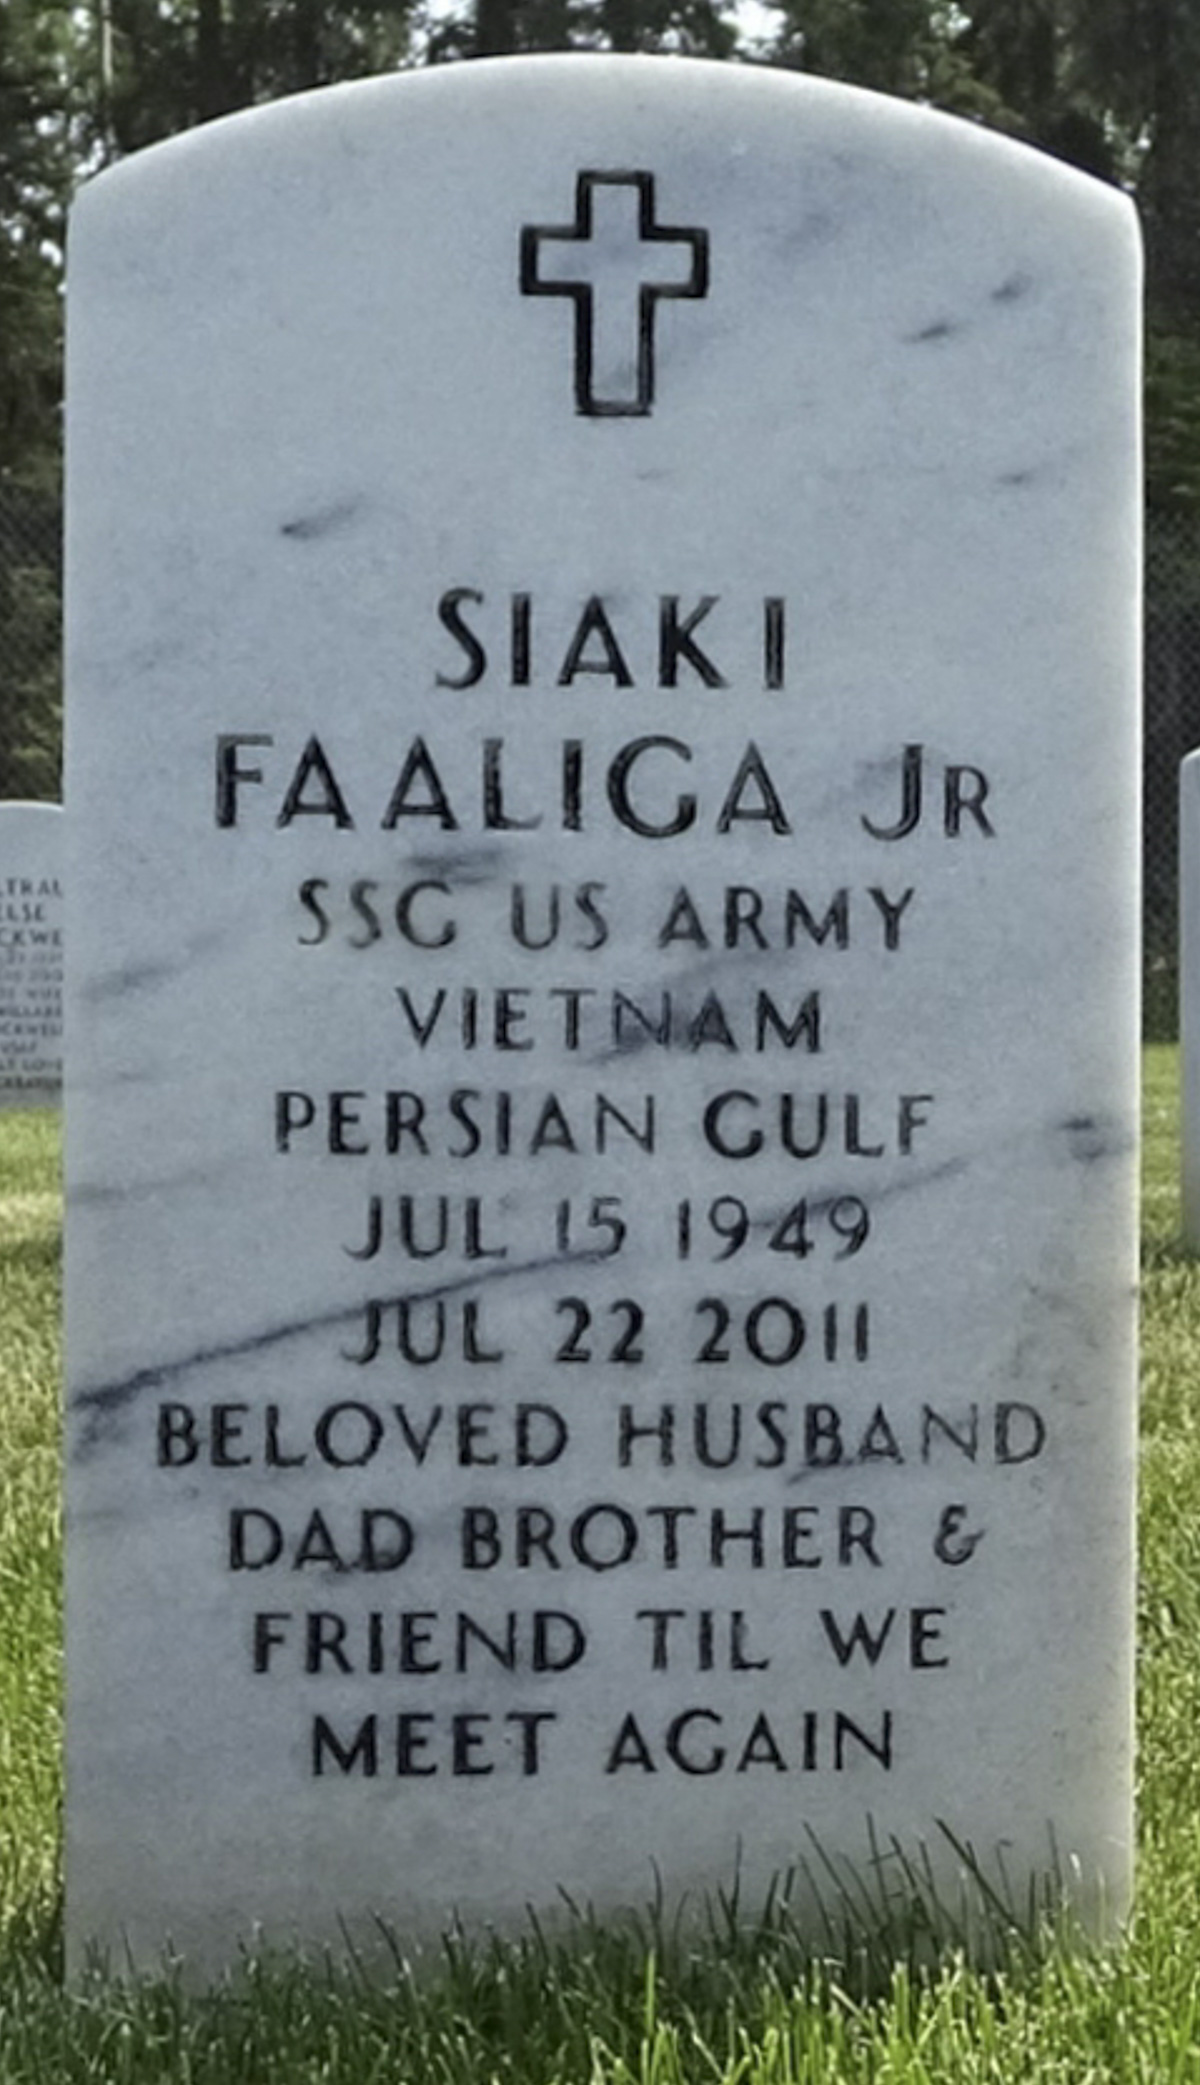 SIAKI
FAALIGA JR
SSG US ARMY
VIETNAM
PERSIAN GULF
JUL 15 1949
JUL 22 2011
BELOVED HUSBAND
DAD BROTHER &
FRIEND TIL WE
MEET AGAIN